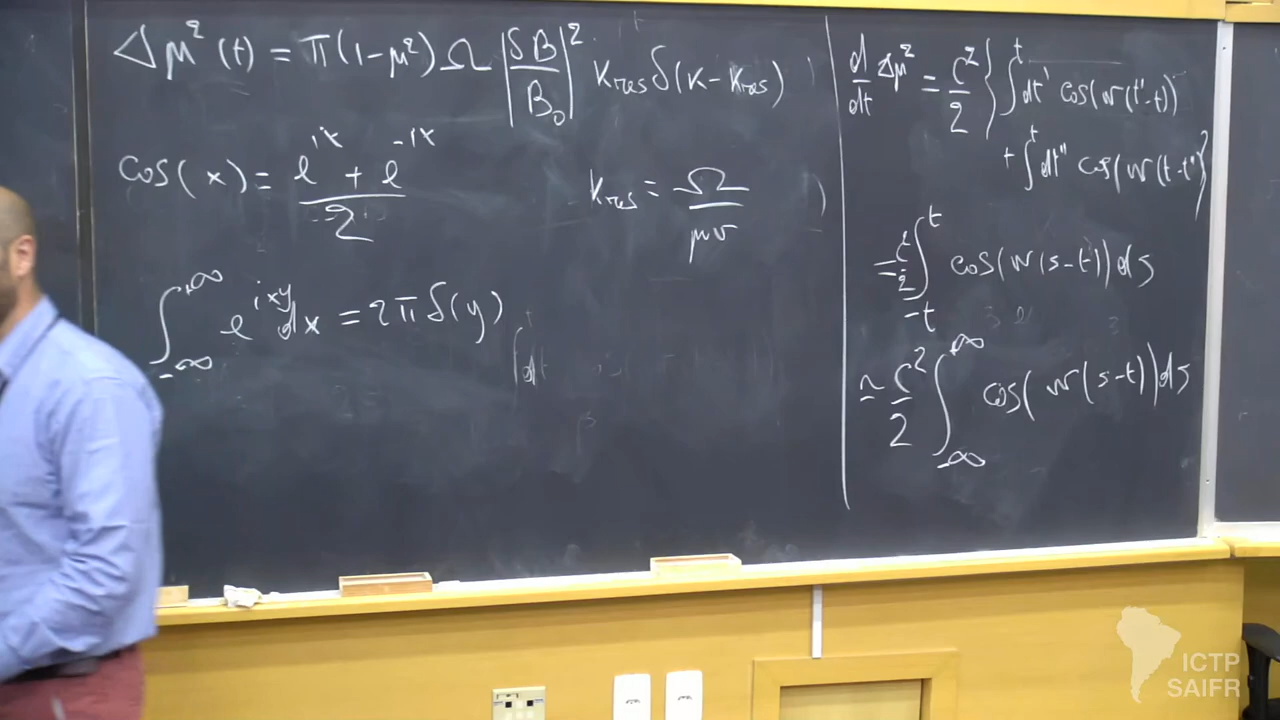 Δμ²(t) = π(1-μ²)Ω |δB/B₀|² k_res δ(k - k_res)
cos(x) = (e^{ix} + e^{-ix})/2
k_res = Ω/μv
∫_{-∞}^{+∞} e^{ixy} dx = 2π δ(y)
d/dt Δμ² = C²/2 { ∫^t dt' cos(w(t'-t))
+ ∫^t dt'' cos(w(t-t'') }
= C²/2 ∫_{-t}^{t} cos(w(s-t)) ds
≃ C²/2 ∫_{-∞}^{+∞} cos(w(s-t)) ds
ICTP
SAIFR